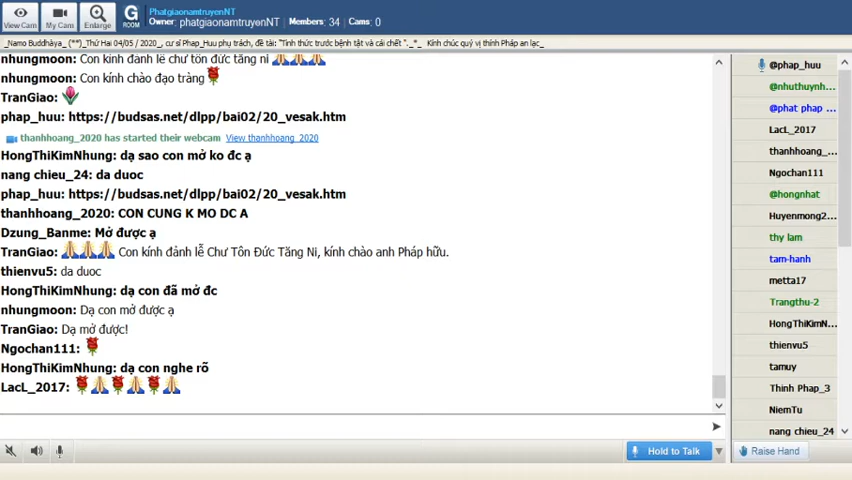 PhatgiaonamtruyenNT
Owner: phatgiaonamtruyenNT Members: 34 Cams: 0
View Cam My Cam Enlarge G ROOM
_Namo Buddhàya_ (**)_Thứ Hai 04/05 / 2020_, cư sĩ Phap_Huu phụ trách, đề tài: "Tỉnh thức trước bệnh tật và cái chết "._*_ Kính chúc quý vị thính Pháp an lạc_
nhungmoon: Con kính đảnh lễ chư tôn đức tăng ni
nhungmoon: Con kính chào đạo tràng
TranGiao:
phap_huu: https://budsas.net/dlpp/bai02/20_vesak.htm
thanhhoang_2020 has started their webcam View thanhhoang_2020
HongThiKimNhung: dạ sao con mở ko đc ạ
nang chieu_24: da duoc
phap_huu: https://budsas.net/dlpp/bai02/20_vesak.htm
thanhhoang_2020: CON CUNG K MO DC A
Dzung_Banme: Mở được ạ
TranGiao: Con kính đảnh lễ Chư Tôn Đức Tăng Ni, kính chào anh Pháp hữu.
thienvu5: da duoc
HongThiKimNhung: dạ con đã mở đc
nhungmoon: Dạ con mở được ạ
TranGiao: Dạ mở được!
Ngochan111:
HongThiKimNhung: dạ con nghe rõ
LacL_2017:
Hold to Talk
@phap_huu
@nhuthuynh...
@phat phap ...
LacL_2017
thanhhoang_...
Ngochan111
@hongnhat
Huyenmong2...
thy lam
tam-hanh
metta17
Trangthu-2
HongThiKimN...
thienvu5
tamuy
Thinh Phap_3
NiemTu
nang chieu_24
Raise Hand